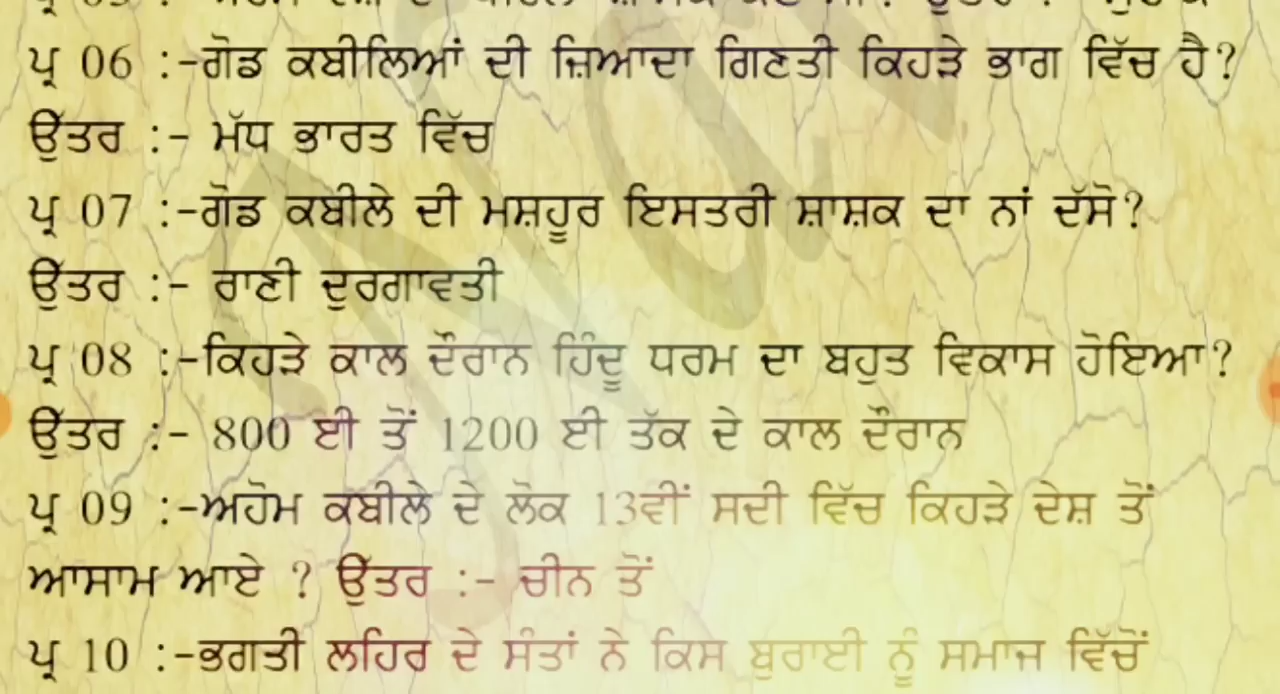 ਪ੍ਰ 06 :-ਗੋਡ ਕਬੀਲਿਆਂ ਦੀ ਜ਼ਿਆਦਾ ਗਿਣਤੀ ਕਿਹੜੇ ਭਾਗ ਵਿੱਚ ਹੈ?
ਉੱਤਰ :- ਮੱਧ ਭਾਰਤ ਵਿੱਚ
ਪ੍ਰ 07 :-ਗੋਡ ਕਬੀਲੇ ਦੀ ਮਸ਼ਹੂਰ ਇਸਤਰੀ ਸ਼ਾਸ਼ਕ ਦਾ ਨਾਂ ਦੱਸੋ?
ਉੱਤਰ :- ਰਾਣੀ ਦੁਰਗਾਵਤੀ
ਪ੍ਰ 08 :-ਕਿਹੜੇ ਕਾਲ ਦੌਰਾਨ ਹਿੰਦੂ ਧਰਮ ਦਾ ਬਹੁਤ ਵਿਕਾਸ ਹੋਇਆ?
ਉੱਤਰ :- 800 ਈ ਤੋਂ 1200 ਈ ਤੱਕ ਦੇ ਕਾਲ ਦੌਰਾਨ
ਪ੍ਰ 09 :-ਅਹੋਮ ਕਬੀਲੇ ਦੇ ਲੋਕ 13ਵੀਂ ਸਦੀ ਵਿੱਚ ਕਿਹੜੇ ਦੇਸ਼ ਤੋਂ
ਆਸਾਮ ਆਏ ? ਉੱਤਰ :- ਚੀਨ ਤੋਂ
ਪ੍ਰ 10 :-ਭਗਤੀ ਲਹਿਰ ਦੇ ਸੰਤਾਂ ਨੇ ਕਿਸ ਬੁਰਾਈ ਨੂੰ ਸਮਾਜ ਵਿੱਚੋਂ